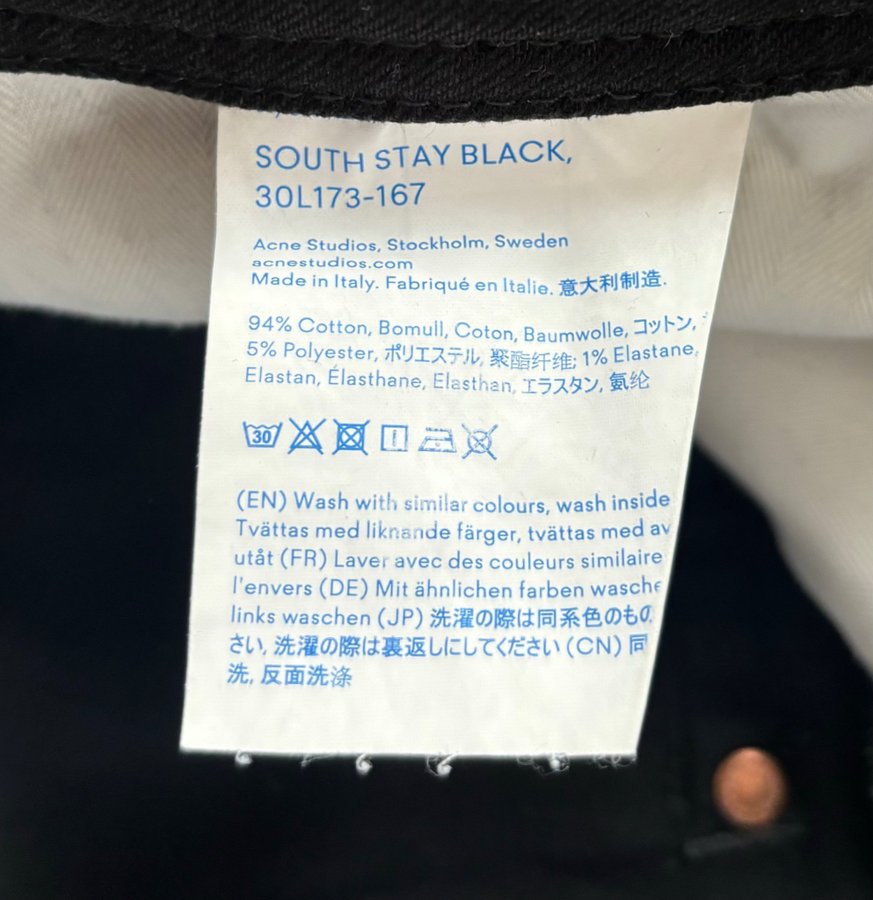 SOUTH STAY BLACK,
30L173-167
Acne Studios, Stockholm, Sweden
acnestudios.com
Made in Italy. Fabriqué en Italie. 意大利制造.
94% Cotton, Bomull, Coton, Baumwolle, コットン,
5% Polyester, ポリエステル, 聚酯纤维; 1% Elastane,
Elastan, Élasthane, Elasthan, エラスタン, 氨纶
30
(EN) Wash with similar colours, wash inside
Tvättas med liknande färger, tvättas med av
utåt (FR) Laver avec des couleurs similaire
l'envers (DE) Mit ähnlichen farben wasche
links waschen (JP) 洗濯の際は同系色のもの
さい, 洗濯の際は裏返しにしてください (CN) 同
洗, 反面洗涤